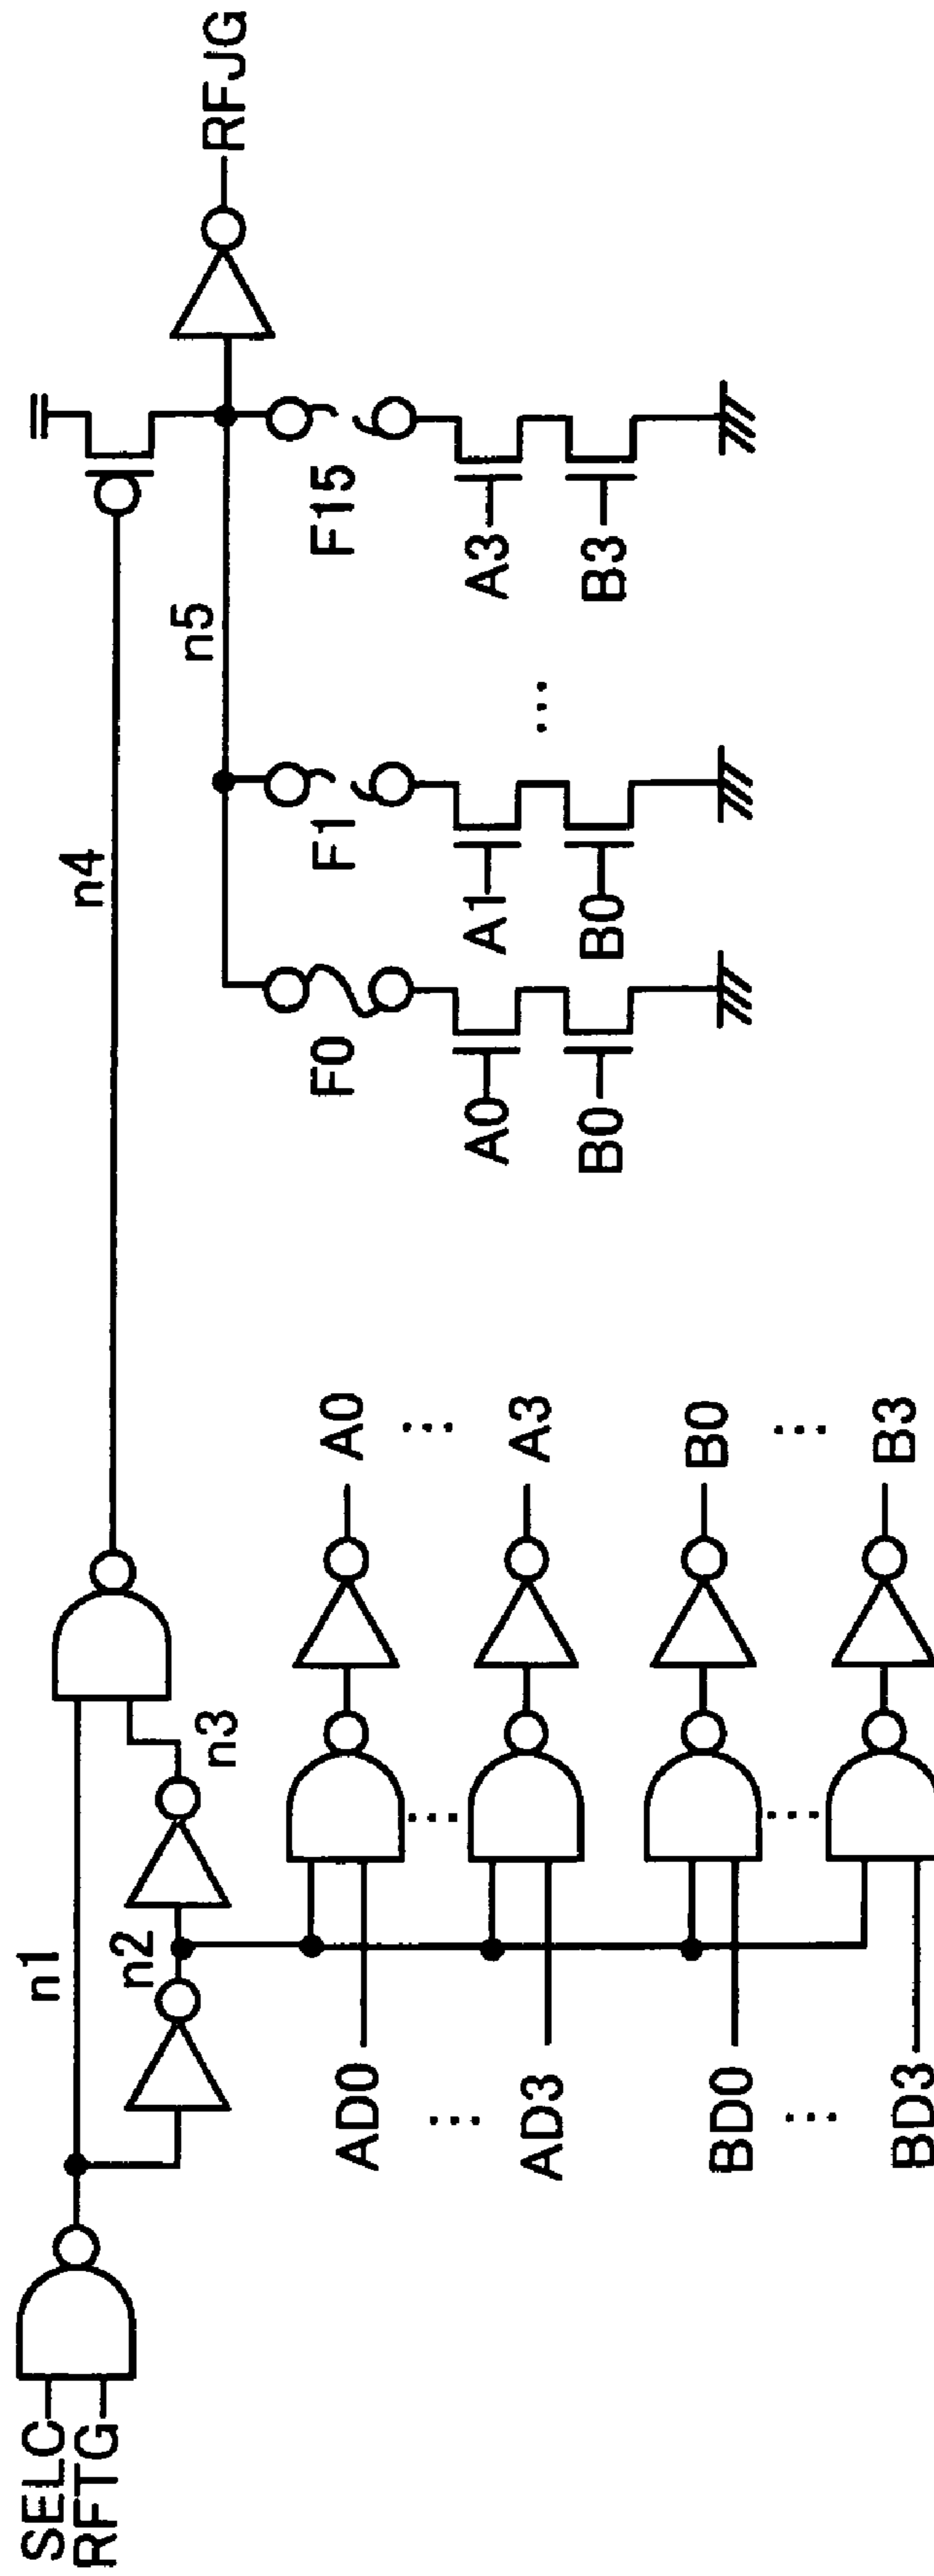 SELC
RFTG
n1
n2
n3
n4
n5
RFJG
AD0
...
AD3
BD0
...
BD3
...
...
A0
...
A3
B0
...
B3
F0
A0
B0
F1
A1
B0
...
F15
A3
B3